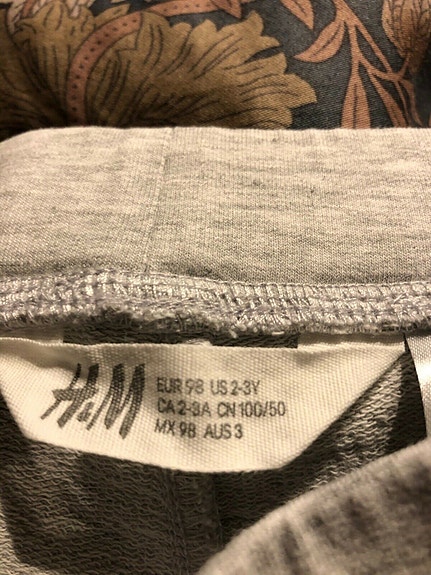 H&M
EUR 98 US 2-3Y
CA 2-3A CN 100/50
MX 98 AUS 3